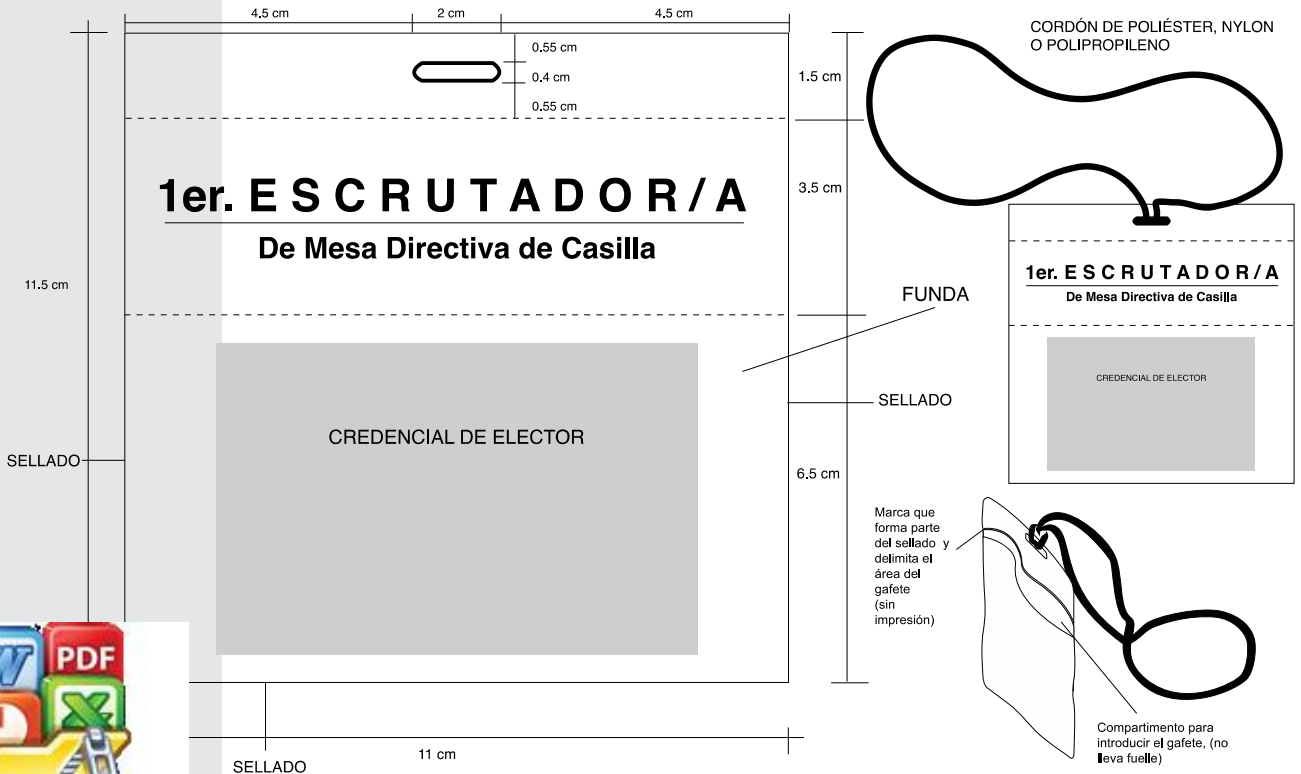 4.5 cm
2 cm
4.5 cm
CORDÓN DE POLIÉSTER, NYLON
O POLIPROPILENO
0.55 cm
0.4 cm
0.55 cm
1.5 cm
1er. E S C R U T A D O R / A
De Mesa Directiva de Casilla
3.5 cm
11.5 cm
FUNDA
1er. E S C R U T A D O R / A
De Mesa Directiva de Casilla
CREDENCIAL DE ELECTOR
SELLADO
CREDENCIAL DE ELECTOR
SELLADO
6.5 cm
Marca que
forma parte
del sellado y
delimita el
área del
gafete
(sin
impresión)
W
PDF
X
Compartimento para
introducir el gafete, (no
lleva fuelle)
11 cm
SELLADO